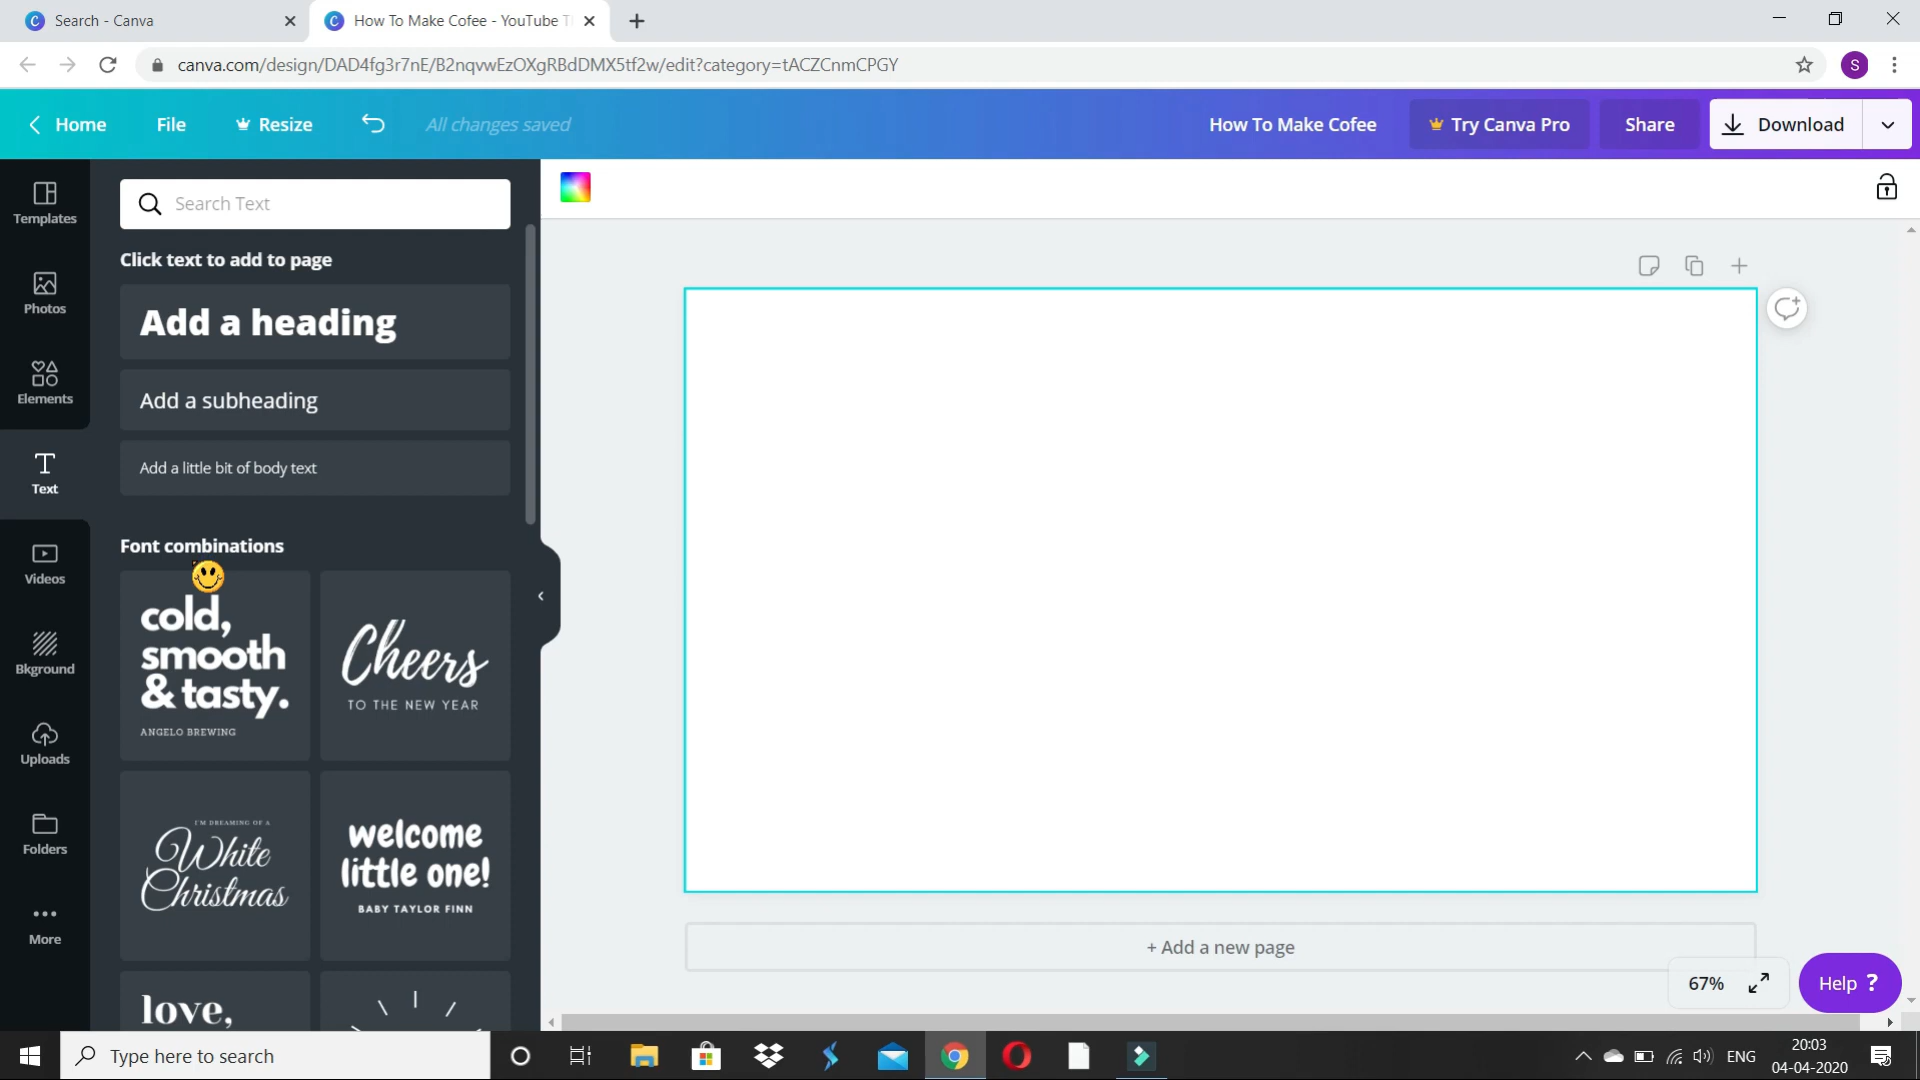 Search - Canva
How To Make Cofee - YouTube T
canva.com/design/DAD4fg3r7nE/B2nqvwEzOXgRBdDMX5tf2w/edit?category=tACZCnmCPGY
S
Home
File
Resize
All changes saved
How To Make Cofee
Try Canva Pro
Share
Download
Templates
Photos
Elements
Text
Videos
Bkground
Uploads
Folders
More
Search Text
Click text to add to page
Add a heading
Add a subheading
Add a little bit of body text
Font combinations
cold,
smooth
& tasty.
ANGELO BREWING
Cheers
TO THE NEW YEAR
I'M DREAMING OF A
White
Christmas
welcome
little one!
BABY TAYLOR FINN
love,
+ Add a new page
67%
Help ?
Type here to search
ENG
20:03
04-04-2020